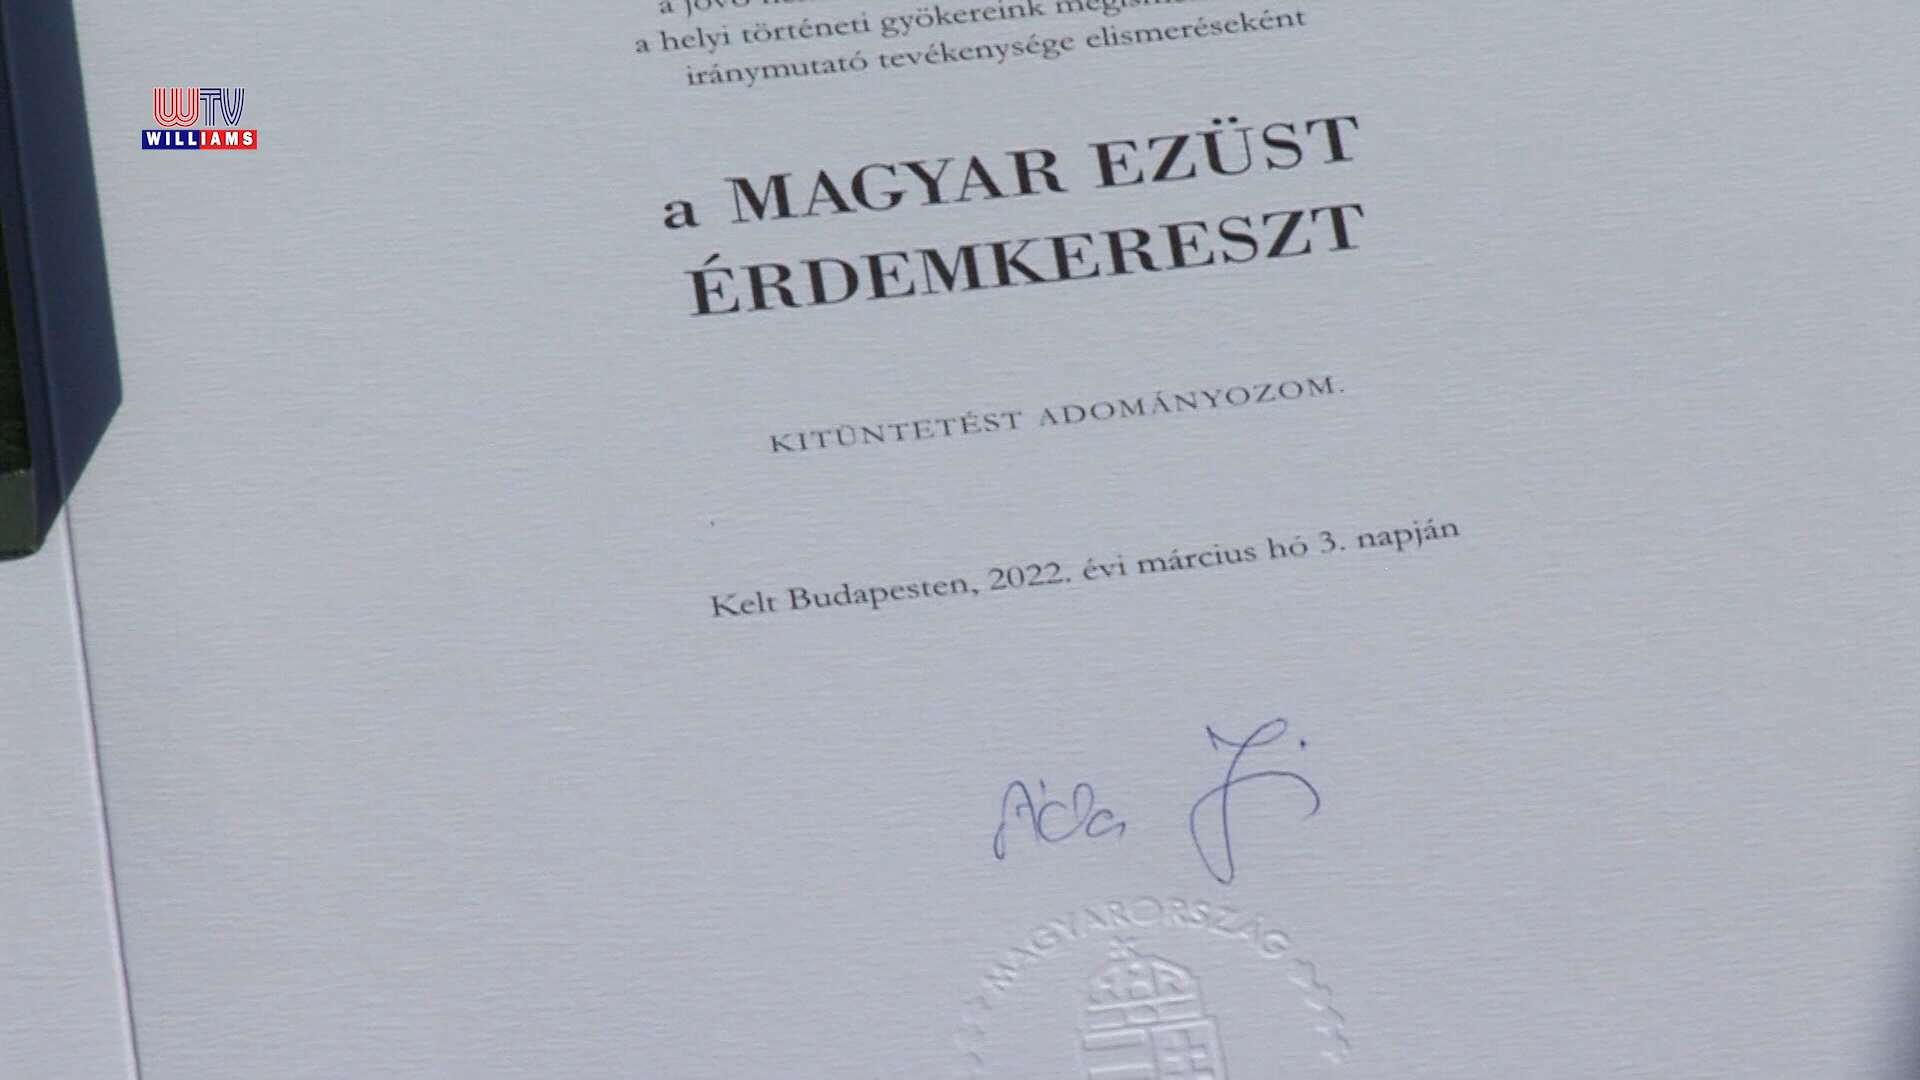 a jövő
a helyi történeti gyökereink
iránymutató tevékenysége elismeréseként
WTV
WILLIAMS
a MAGYAR EZÜST
ÉRDEMKERESZT
KITÜNTETÉST ADOMÁNYOZOM.
Kelt Budapesten, 2022. évi március hó 3. napján
MAGYARORSZÁG